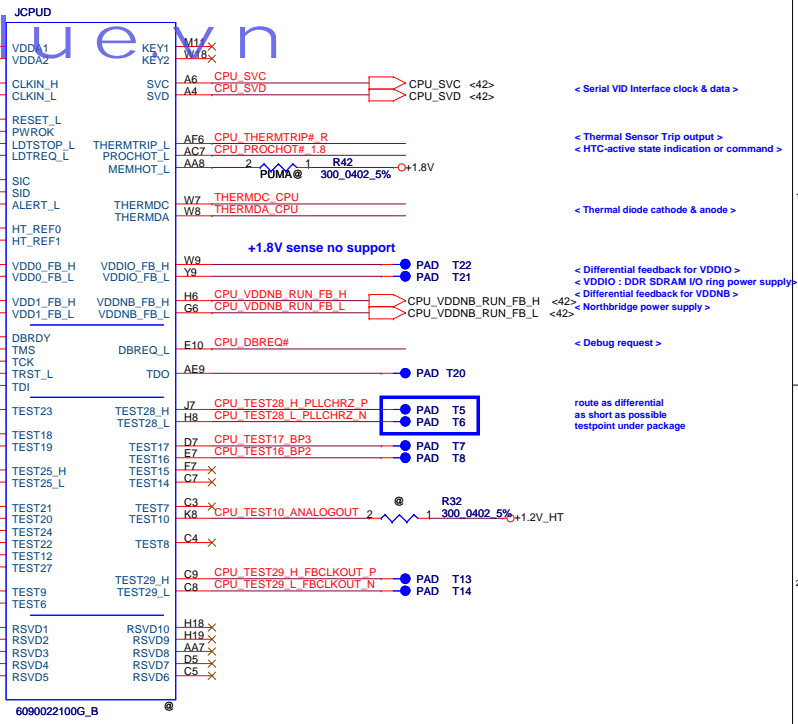 JCPUD
lue.vn
VDDA1 KEY1 M11
VDDA2 KEY2 W18
CLKIN_H SVC A6 CPU_SVC CPU_SVC <42>
CLKIN_L SVD A4 CPU_SVD CPU_SVD <42>
< Serial VID Interface clock & data >
RESET_L
PWROK
LDTSTOP_L THERMTRIP_L AF6 CPU_THERMTRIP#_R < Thermal Sensor Trip output >
LDTREQ_L PROCHOT_L AC7 CPU_PROCHOT#_1.8 < HTC-active state indication or command >
MEMHOT_L AA8 2 1 R42 +1.8V
PUMA@ 300_0402_5%
SIC
SID
ALERT_L THERMDC W7 THERMDC_CPU
THERMDA W8 THERMDA_CPU < Thermal diode cathode & anode >
HT_REF0
HT_REF1
+1.8V sense no support
VDD0_FB_H VDDIO_FB_H W9 PAD T22 < Differential feedback for VDDIO >
VDD0_FB_L VDDIO_FB_L Y9 PAD T21 < VDDIO : DDR SDRAM I/O ring power supply>
VDD1_FB_H VDDNB_FB_H H6 CPU_VDDNB_RUN_FB_H CPU_VDDNB_RUN_FB_H <42> < Differential feedback for VDDNB >
VDD1_FB_L VDDNB_FB_L G6 CPU_VDDNB_RUN_FB_L CPU_VDDNB_RUN_FB_L <42> < Northbridge power supply >
DBRDY
TMS DBREQ_L E10 CPU_DBREQ# < Debug request >
TCK
TRST_L TDO AE9 PAD T20
TDI
TEST23 TEST28_H J7 CPU_TEST28_H_PLLCHRZ_P PAD T5 route as differential
TEST28_L H8 CPU_TEST28_L_PLLCHRZ_N PAD T6 as short as possible
testpoint under package
TEST18
TEST19 TEST17 D7 CPU_TEST17_BP3 PAD T7
TEST16 E7 CPU_TEST16_BP2 PAD T8
TEST25_H TEST15 F7
TEST25_L TEST14 C7
TEST21 TEST7 C3 @ R32
TEST20 TEST10 K8 CPU_TEST10_ANALOGOUT 2 1 300_0402_5% +1.2V_HT
TEST24
TEST22 TEST8 C4
TEST12
TEST27
TEST29_H C9 CPU_TEST29_H_FBCLKOUT_P PAD T13
TEST9 TEST29_L C8 CPU_TEST29_L_FBCLKOUT_N PAD T14
TEST6
RSVD1 RSVD10 H18
RSVD2 RSVD9 H19
RSVD3 RSVD8 AA7
RSVD4 RSVD7 D5
RSVD5 RSVD6 C5
6090022100G_B @